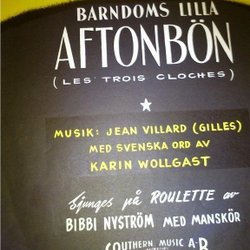 BARNDOMS LILLA
AFTONBÖN
(LES TROIS CLOCHES)
MUSIK: JEAN VILLARD (GILLES)
MED SVENSKA ORD AV
KARIN WOLLGAST
Sjunges på ROULETTE av
BIBBI NYSTRÖM MED MANSKÖR
SOUTHERN MUSIC A-B